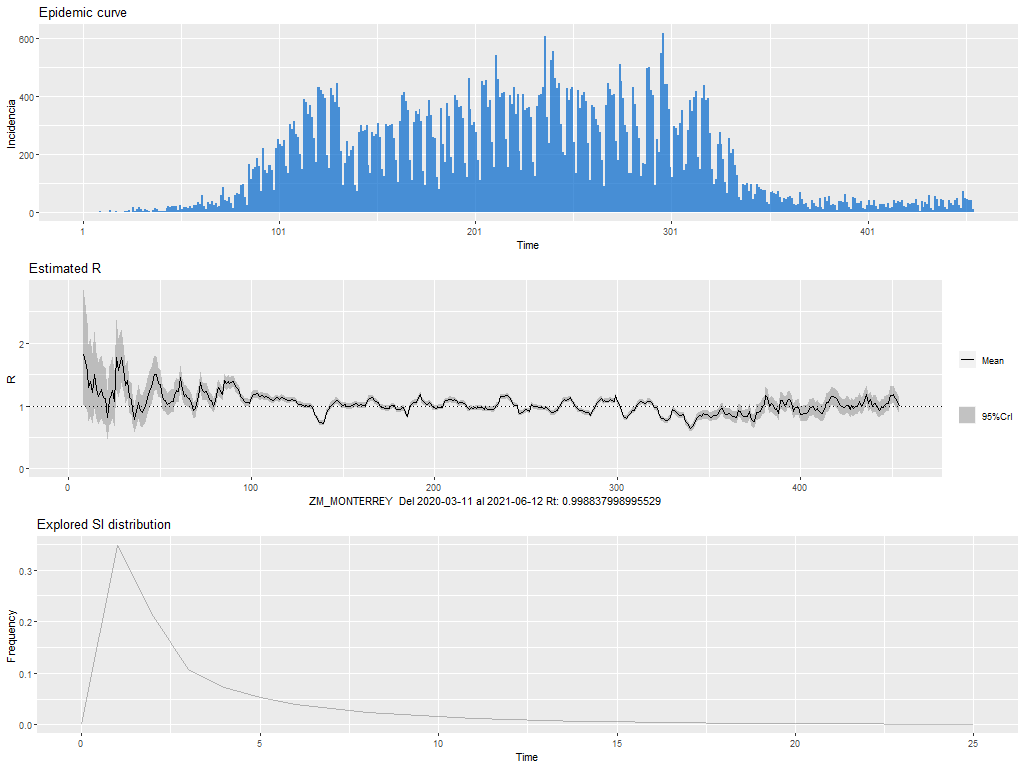 Epidemic curve
600
400
200
0
Incidencia
1 101 201 301 401
Time
Estimated R
2
1
0
R
Mean
95%CrI
0 100 200 300 400
ZM_MONTERREY Del 2020-03-11 al 2021-06-12 Rt: 0.998837998995529
Explored SI distribution
0.3
0.2
0.1
0.0
Frequency
0 5 10 15 20 25
Time